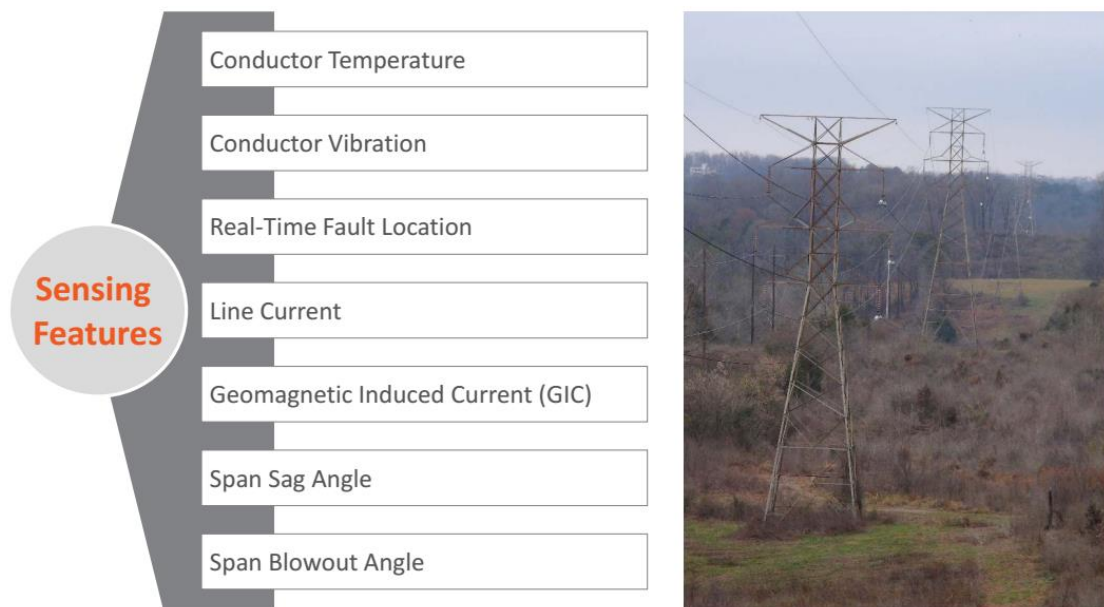 Conductor Temperature
Conductor Vibration
Real-Time Fault Location
Sensing
Features
Line Current
Geomagnetic Induced Current (GIC)
Span Sag Angle
Span Blowout Angle